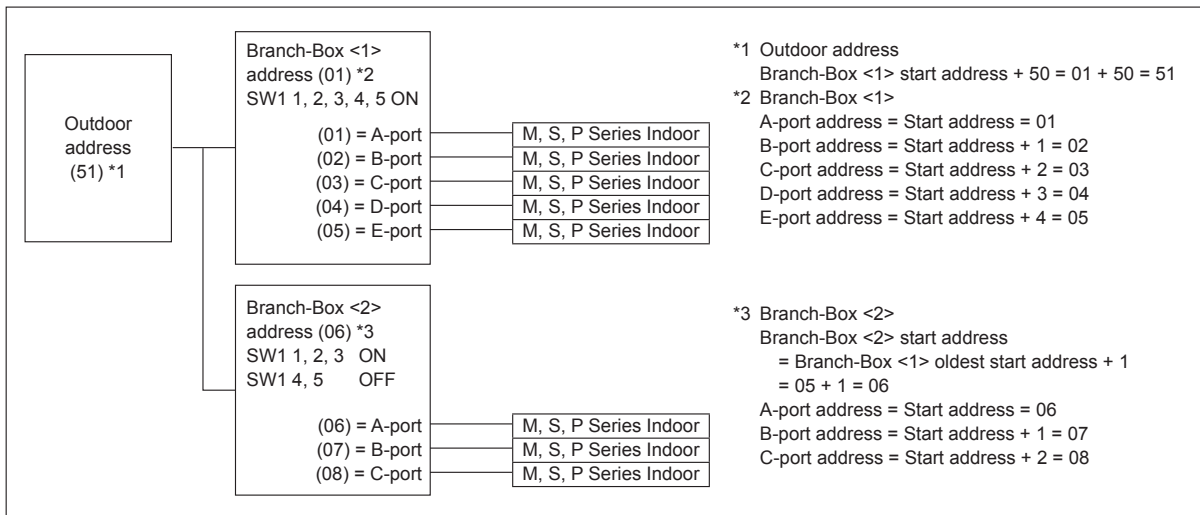 Outdoor
address
(51) *1
Branch-Box <1>
address (01) *2
SW1 1, 2, 3, 4, 5 ON
(01) = A-port
M, S, P Series Indoor
(02) = B-port
M, S, P Series Indoor
(03) = C-port
M, S, P Series Indoor
(04) = D-port
M, S, P Series Indoor
(05) = E-port
M, S, P Series Indoor
Branch-Box <2>
address (06) *3
SW1 1, 2, 3 ON
SW1 4, 5 OFF
(06) = A-port
M, S, P Series Indoor
(07) = B-port
M, S, P Series Indoor
(08) = C-port
M, S, P Series Indoor
*1 Outdoor address
Branch-Box <1> start address + 50 = 01 + 50 = 51
*2 Branch-Box <1>
A-port address = Start address = 01
B-port address = Start address + 1 = 02
C-port address = Start address + 2 = 03
D-port address = Start address + 3 = 04
E-port address = Start address + 4 = 05
*3 Branch-Box <2>
Branch-Box <2> start address
= Branch-Box <1> oldest start address + 1
= 05 + 1 = 06
A-port address = Start address = 06
B-port address = Start address + 1 = 07
C-port address = Start address + 2 = 08